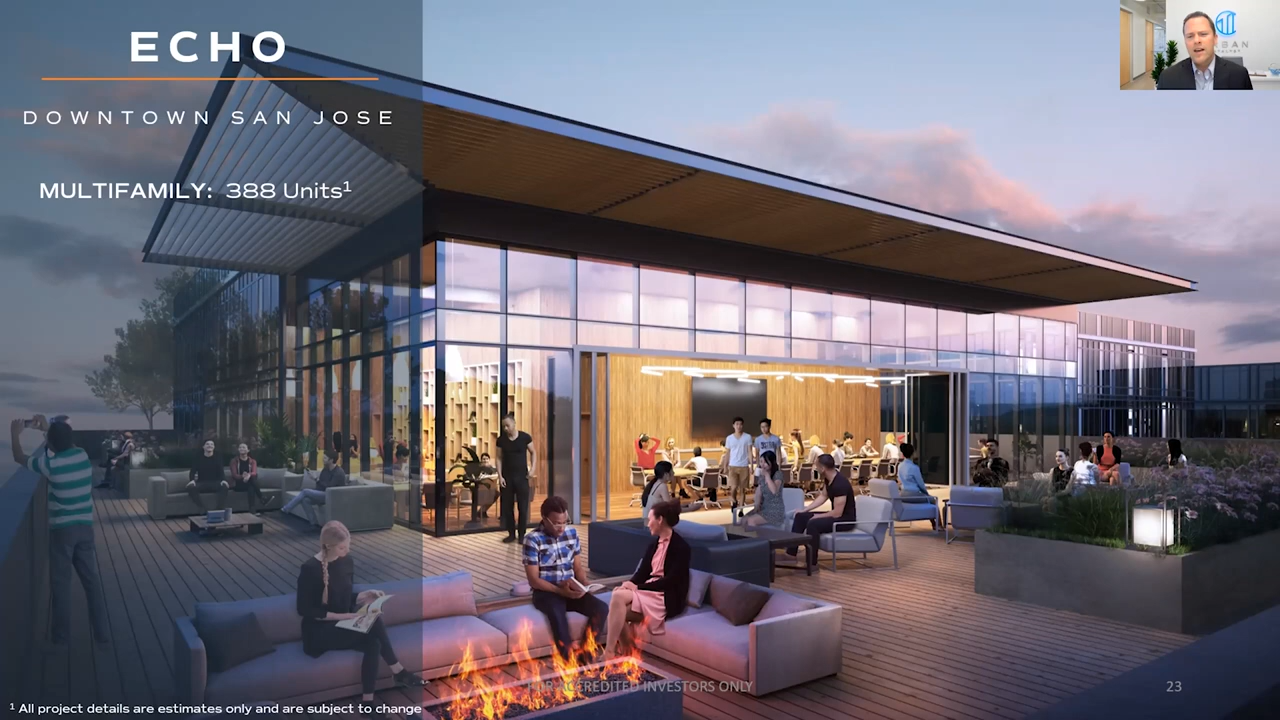 ECHO
DOWNTOWN SAN JOSE
MULTIFAMILY: 388 Units¹
ACCREDITED INVESTORS ONLY
23
¹ All project details are estimates only and are subject to change